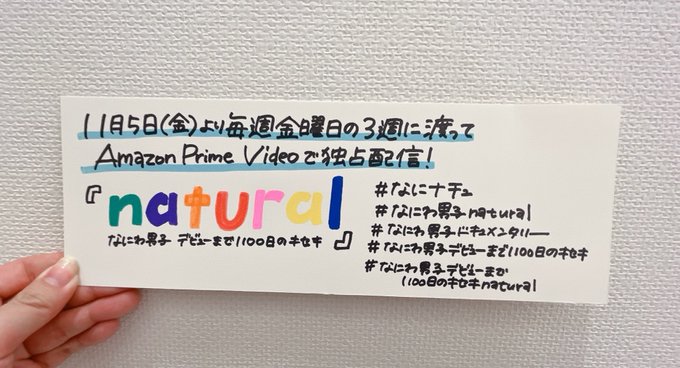 11月5日(金)より毎週金曜日の3週に渡って
Amazon Prime Videoで独占配信!
『natural
なにわ男子 デビューまで1100日のキセキ』
#なにナチュ
#なにわ男子natural
#なにわ男子ドキュメンタリー
#なにわ男子デビューまで1100日のキセキ
#なにわ男子デビューまで
1100日のキセキnatural